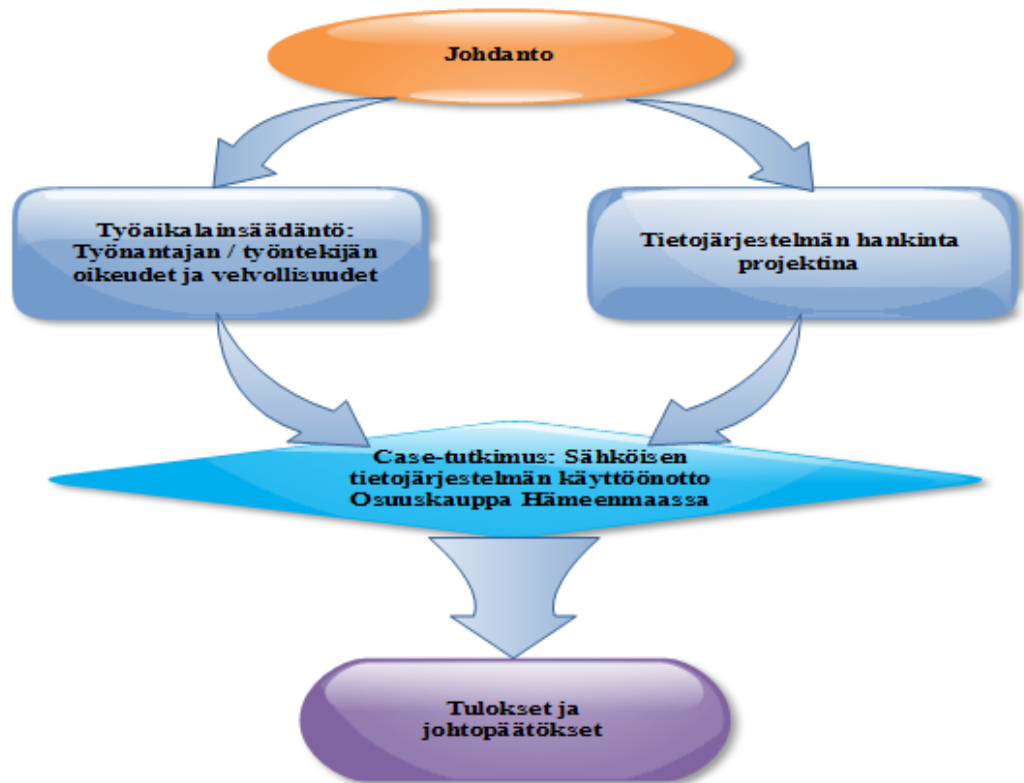 Johdanto
Työaikalainsäädäntö:
Työnantajan / työntekijän
oikeudet ja velvollisuudet
Tietojärjestelmän hankinta
projektina
Case-tutkimus: Sähköisen
tietojärjestelmän käyttöönotto
Osuuskauppa Hämeenmaassa
Tulokset ja
johtopäätökset